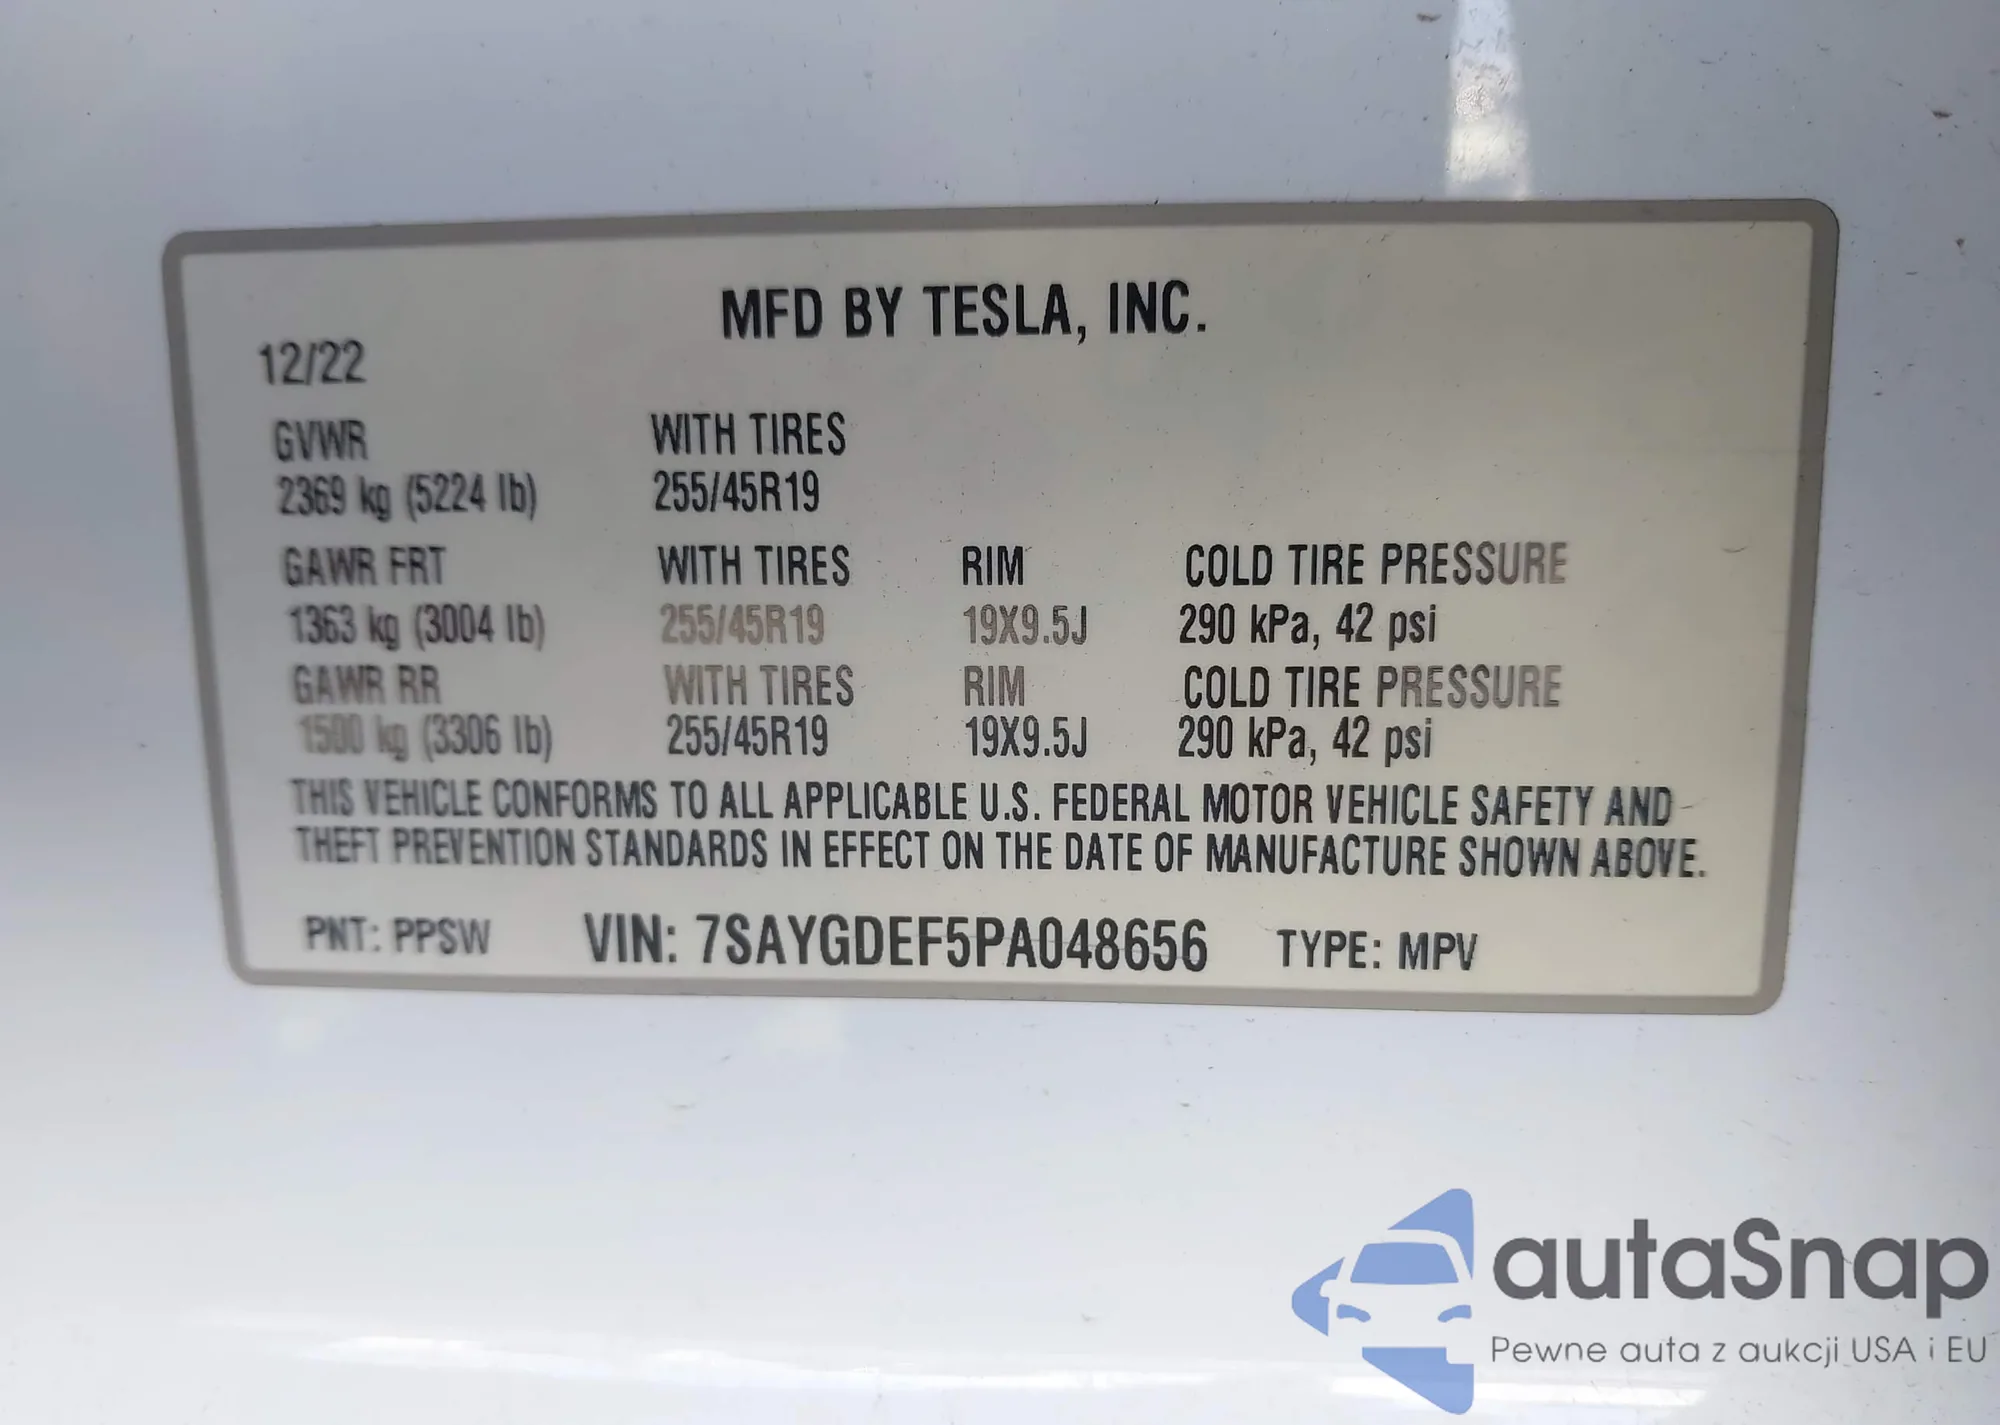 MFD BY TESLA, INC.
12/22
GVWR WITH TIRES
2369 kg (5224 lb) 255/45R19
GAWR FRT WITH TIRES RIM COLD TIRE PRESSURE
1363 kg (3004 lb) 255/45R19 19X9.5J 290 kPa, 42 psi
GAWR RR WITH TIRES RIM COLD TIRE PRESSURE
1500 kg (3306 lb) 255/45R19 19X9.5J 290 kPa, 42 psi
THIS VEHICLE CONFORMS TO ALL APPLICABLE U.S. FEDERAL MOTOR VEHICLE SAFETY AND
THEFT PREVENTION STANDARDS IN EFFECT ON THE DATE OF MANUFACTURE SHOWN ABOVE.
PNT: PPSW VIN: 7SAYGDEF5PA048656 TYPE: MPV
autaSnap
Pewne auta z aukcji USA i EU